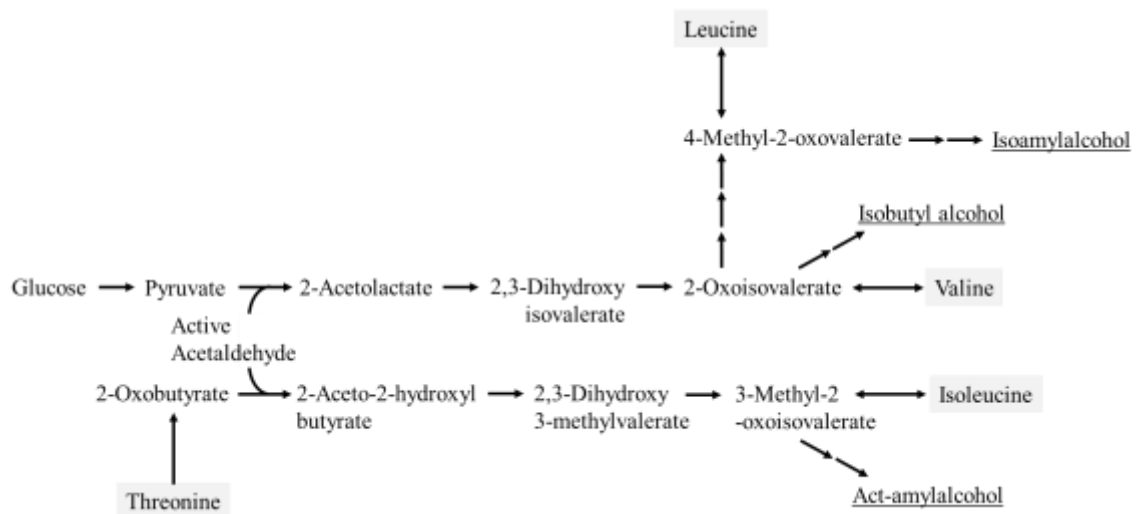 Leucine
4-Methyl-2-oxovalerate
Isoamylalcohol
Isobutyl alcohol
Glucose
Pyruvate
2-Acetolactate
2,3-Dihydroxy
isovalerate
2-Oxoisovalerate
Valine
Active
Acetaldehyde
2-Oxobutyrate
2-Aceto-2-hydroxyl
butyrate
2,3-Dihydroxy
3-methylvalerate
3-Methyl-2
-oxoisovalerate
Isoleucine
Threonine
Act-amylalcohol